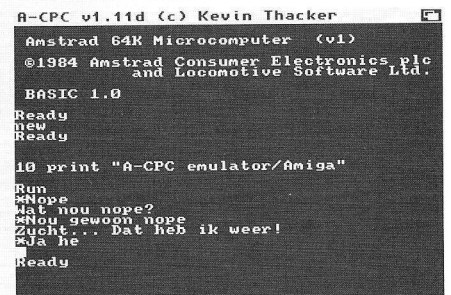 A-CPC v1.11d (c) Kevin Thacker
Amstrad 64K Microcomputer (v1)
©1984 Amstrad Consumer Electronics plc
and Locomotive Software Ltd.
BASIC 1.0
Ready
new
Ready
10 print "A-CPC emulator/Amiga"
Run
*Nope
Wat nou nope?
*Nou gewoon nope
Zucht... Dat heb ik weer!
*Ja he
Ready